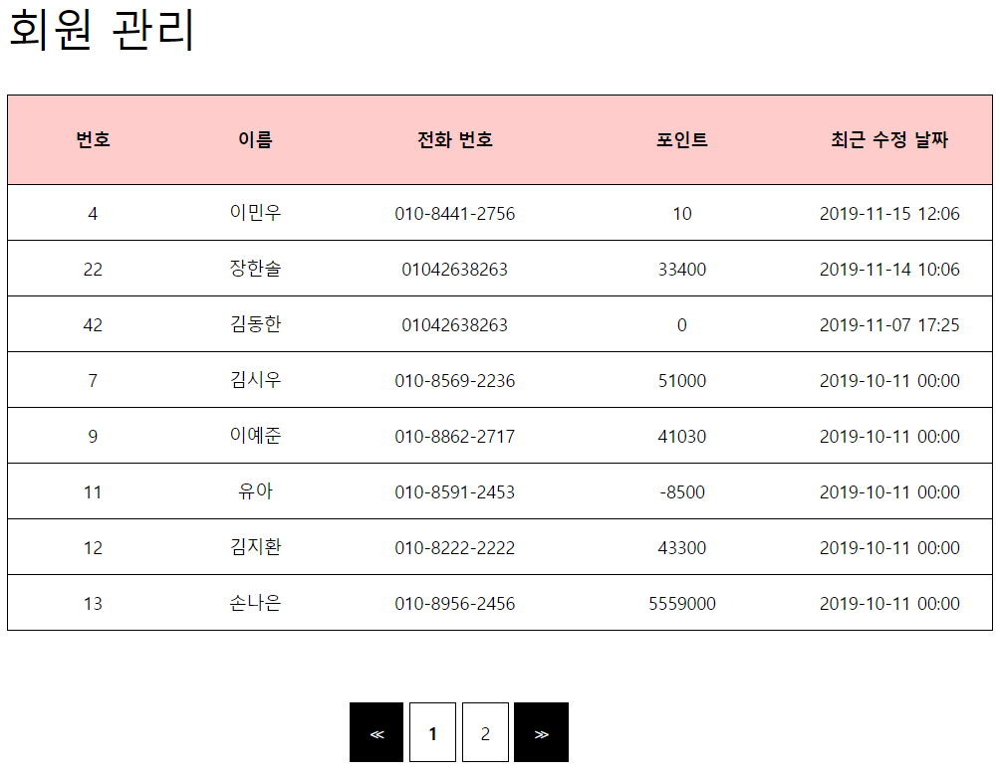 회원 관리
번호 이름 전화 번호 포인트 최근 수정 날짜
4 이민우 010-8441-2756 10 2019-11-15 12:06
22 장한솔 01042638263 33400 2019-11-14 10:06
42 김동한 01042638263 0 2019-11-07 17:25
7 김시우 010-8569-2236 51000 2019-10-11 00:00
9 이예준 010-8862-2717 41030 2019-10-11 00:00
11 유아 010-8591-2453 -8500 2019-10-11 00:00
12 김지환 010-8222-2222 43300 2019-10-11 00:00
13 손나은 010-8956-2456 5559000 2019-10-11 00:00
≪ 1 2 ≫